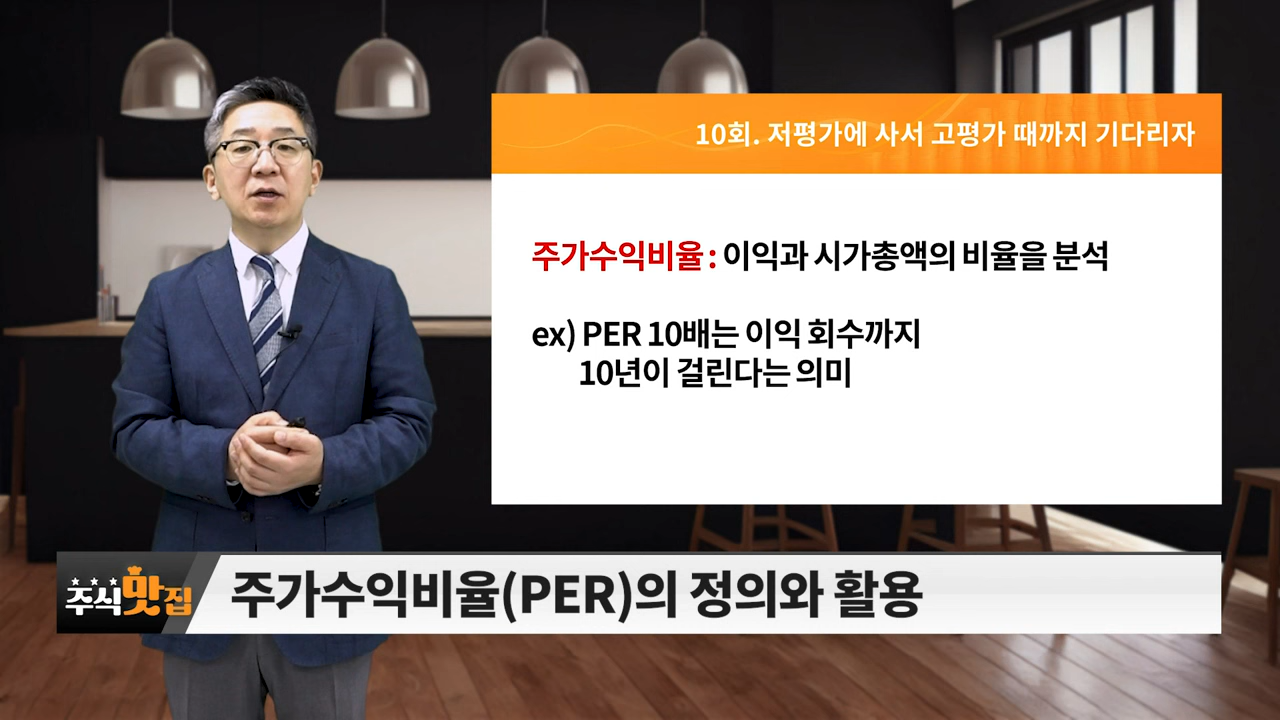 10회. 저평가에 사서 고평가 때까지 기다리자
주가수익비율 : 이익과 시가총액의 비율을 분석
ex) PER 10배는 이익 회수까지
10년이 걸린다는 의미
주식맛집
주가수익비율(PER)의 정의와 활용